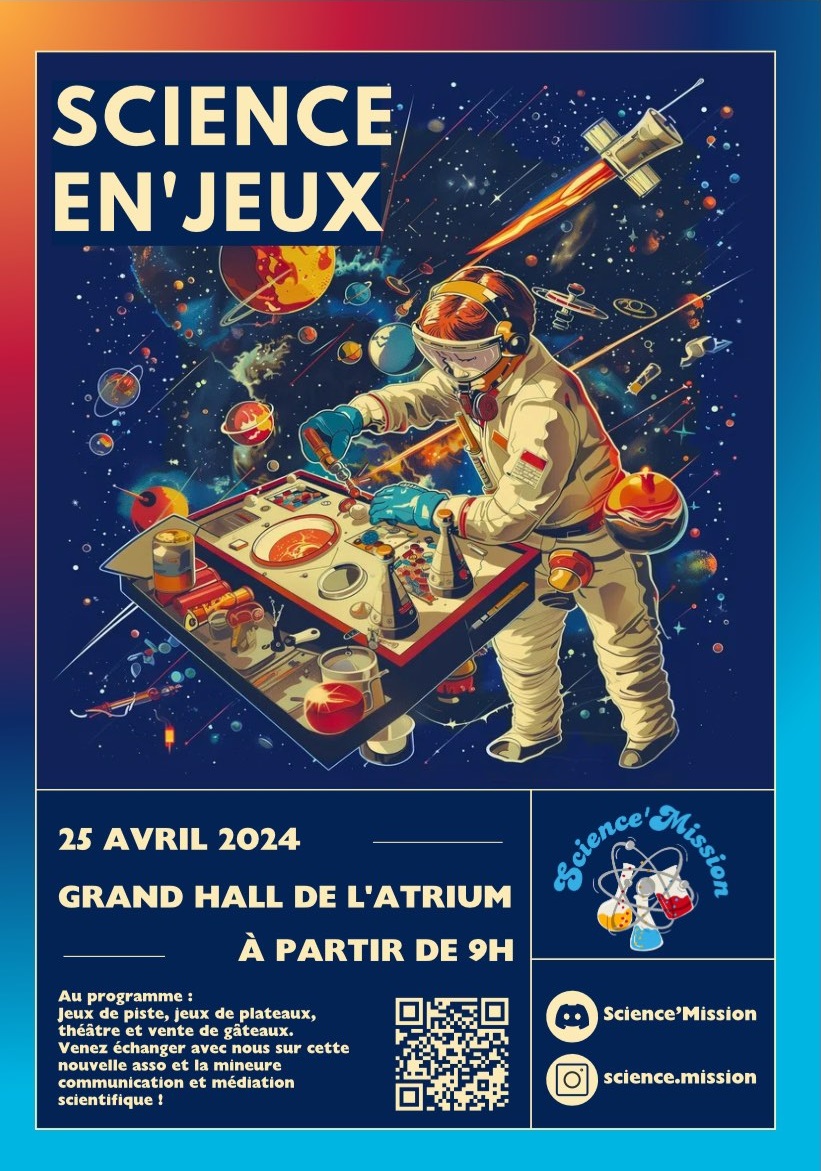 SCIENCE
EN'JEUX
25 AVRIL 2024
GRAND HALL DE L'ATRIUM
À PARTIR DE 9H
Au programme :
Jeux de piste, jeux de plateaux,
théâtre et vente de gâteaux.
Venez échanger avec nous sur cette
nouvelle asso et la mineure
communication et médiation
scientifique !
Science'Mission
Science'Mission
science.mission